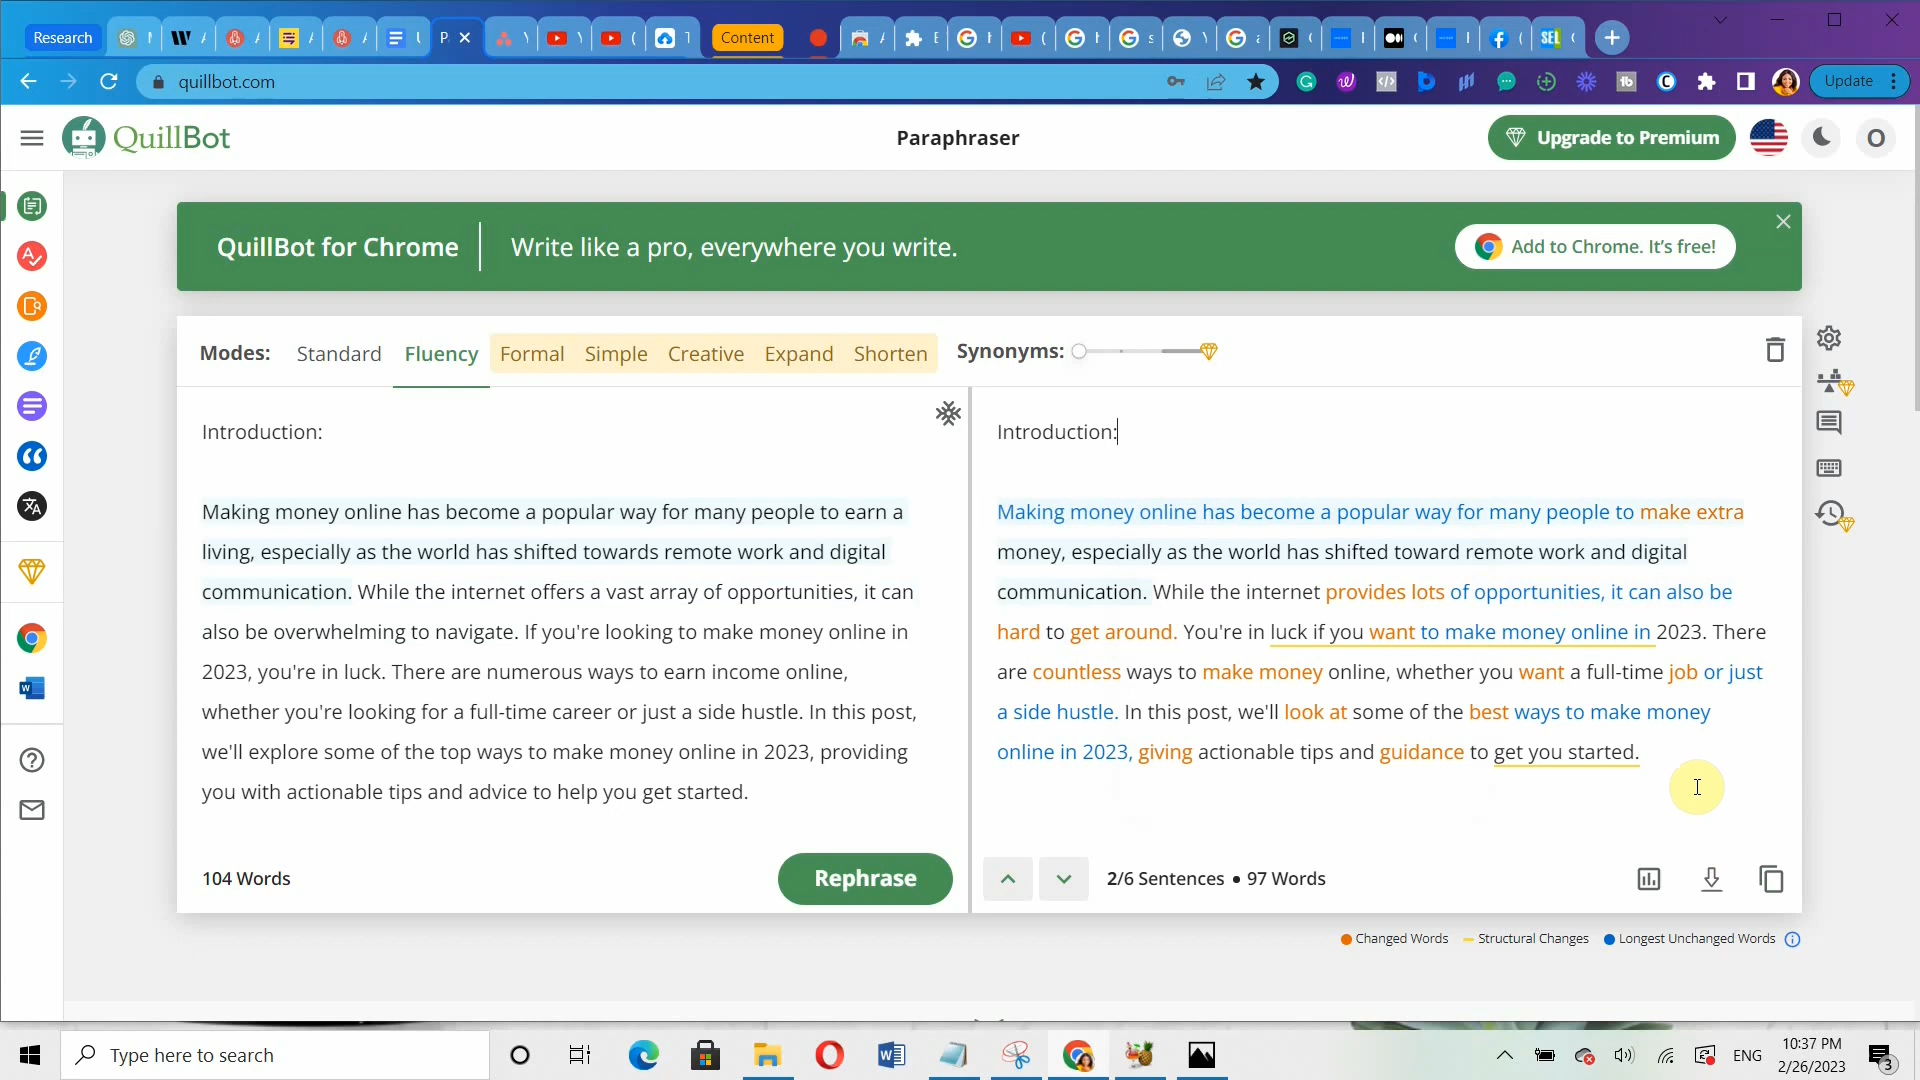 Research
Content
SEL
quillbot.com
Update
QuillBot
Paraphraser
Upgrade to Premium
O
QuillBot for Chrome
Write like a pro, everywhere you write.
Add to Chrome. It's free!
Modes: Standard Fluency Formal Simple Creative Expand Shorten Synonyms:
Introduction:
Making money online has become a popular way for many people to earn a
living, especially as the world has shifted towards remote work and digital
communication. While the internet offers a vast array of opportunities, it can
also be overwhelming to navigate. If you're looking to make money online in
2023, you're in luck. There are numerous ways to earn income online,
whether you're looking for a full-time career or just a side hustle. In this post,
we'll explore some of the top ways to make money online in 2023, providing
you with actionable tips and advice to help you get started.
104 Words
Rephrase
Introduction:
Making money online has become a popular way for many people to make extra
money, especially as the world has shifted toward remote work and digital
communication. While the internet provides lots of opportunities, it can also be
hard to get around. You're in luck if you want to make money online in 2023. There
are countless ways to make money online, whether you want a full-time job or just
a side hustle. In this post, we'll look at some of the best ways to make money
online in 2023, giving actionable tips and guidance to get you started.
2/6 Sentences • 97 Words
Changed Words
Structural Changes
Longest Unchanged Words
Type here to search
ENG
10:37 PM
2/26/2023
3